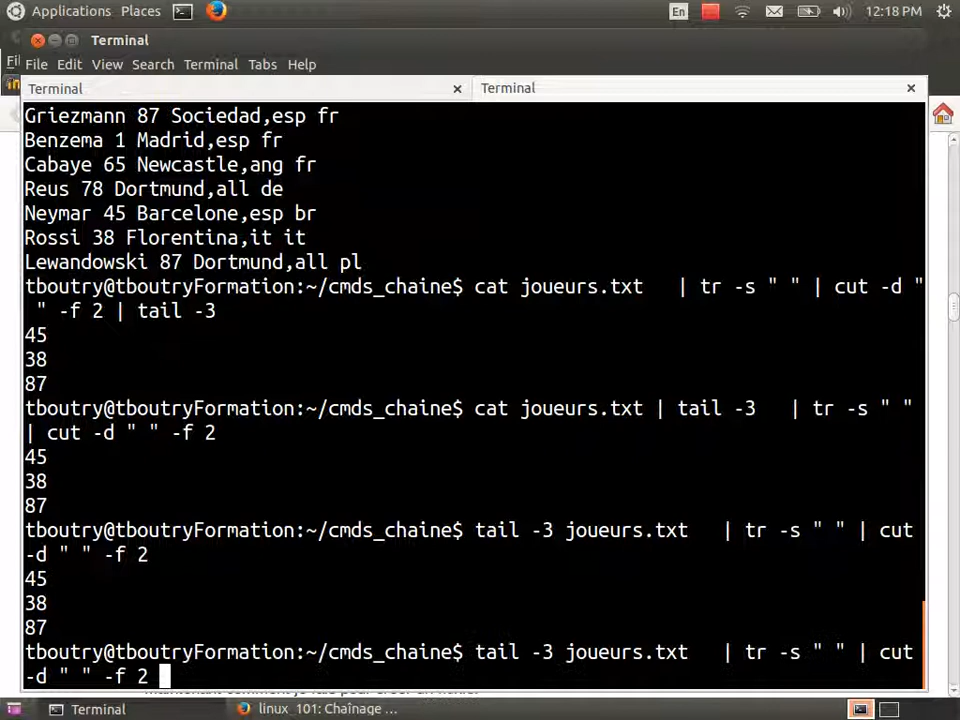 Applications Places En 12:18 PM
Terminal
File Edit View Search Terminal Tabs Help
Terminal × Terminal ×
Griezmann 87 Sociedad,esp fr
Benzema 1 Madrid,esp fr
Cabaye 65 Newcastle,ang fr
Reus 78 Dortmund,all de
Neymar 45 Barcelone,esp br
Rossi 38 Florentina,it it
Lewandowski 87 Dortmund,all pl
tboutry@tboutryFormation:~/cmds_chaine$ cat joueurs.txt   | tr -s " " | cut -d "
 " -f 2 | tail -3
45
38
87
tboutry@tboutryFormation:~/cmds_chaine$ cat joueurs.txt | tail -3   | tr -s " "
| cut -d " " -f 2
45
38
87
tboutry@tboutryFormation:~/cmds_chaine$ tail -3 joueurs.txt   | tr -s " " | cut
-d " " -f 2
45
38
87
tboutry@tboutryFormation:~/cmds_chaine$ tail -3 joueurs.txt   | tr -s " " | cut
-d " " -f 2
Terminal linux_101: Chaînage ...